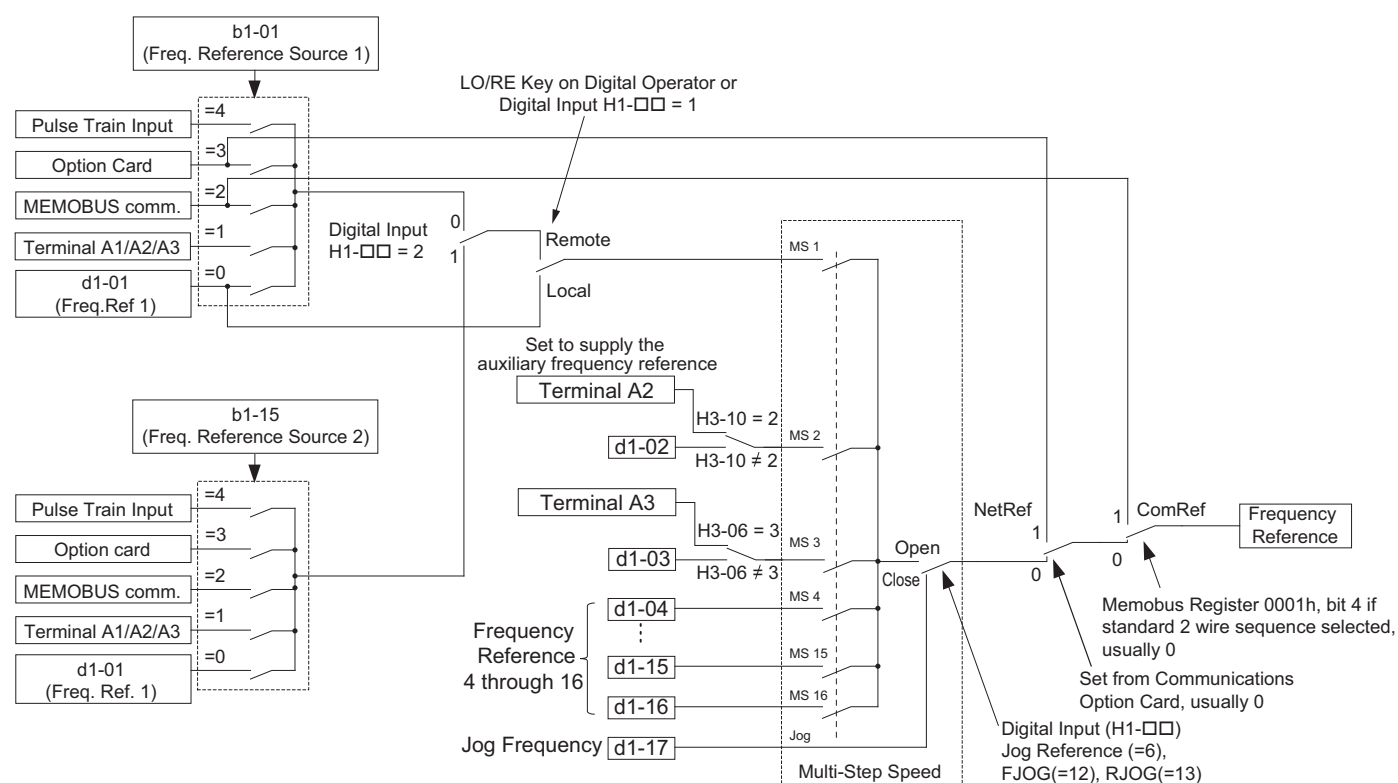 b1-01
(Freq. Reference Source 1)
=4
Pulse Train Input
=3
Option Card
=2
MEMOBUS comm.
=1
Terminal A1/A2/A3
=0
d1-01
(Freq.Ref 1)
LO/RE Key on Digital Operator or
Digital Input H1-□□ = 1
Digital Input
H1-□□ = 2
0
1
Remote
Local
b1-15
(Freq. Reference Source 2)
=4
Pulse Train Input
=3
Option card
=2
MEMOBUS comm.
=1
Terminal A1/A2/A3
=0
d1-01
(Freq. Ref. 1)
Set to supply the
auxiliary frequency reference
Terminal A2
H3-10 = 2
d1-02
H3-10 ≠ 2
Terminal A3
H3-06 = 3
d1-03
H3-06 ≠ 3
Frequency
Reference
4 through 16
d1-04
d1-15
d1-16
Jog Frequency
d1-17
MS 1
MS 2
MS 3
MS 4
MS 15
MS 16
Jog
Multi-Step Speed
Open
Close
NetRef
1
0
1
0
ComRef
Frequency
Reference
Memobus Register 0001h, bit 4 if
standard 2 wire sequence selected,
usually 0
Set from Communications
Option Card, usually 0
Digital Input (H1-□□)
Jog Reference (=6),
FJOG(=12), RJOG(=13)